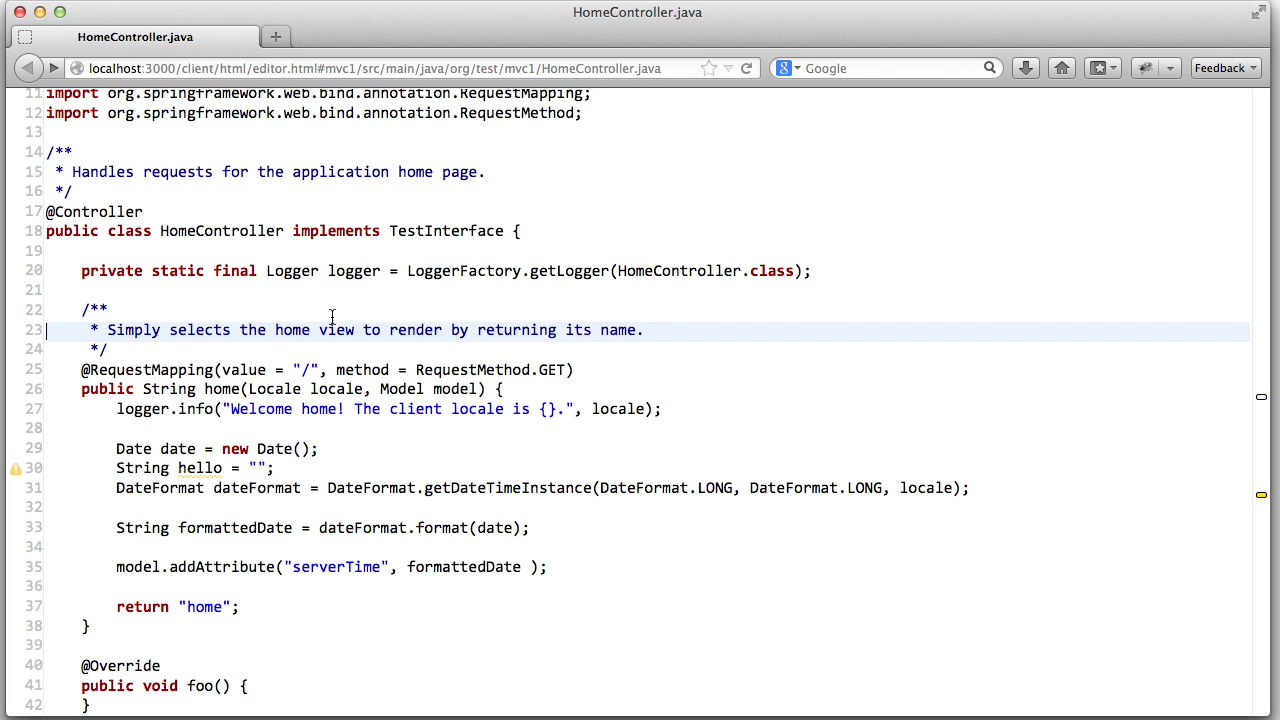 HomeController.java
HomeController.java
localhost:3000/client/html/editor.html#mvc1/src/main/java/org/test/mvc1/HomeController.java
Google
Feedback
11 import org.springframework.web.bind.annotation.RequestMapping;
12 import org.springframework.web.bind.annotation.RequestMethod;
13
14 /**
15  * Handles requests for the application home page.
16  */
17 @Controller
18 public class HomeController implements TestInterface {
19
20     private static final Logger logger = LoggerFactory.getLogger(HomeController.class);
21
22     /**
23      * Simply selects the home view to render by returning its name.
24      */
25     @RequestMapping(value = "/", method = RequestMethod.GET)
26     public String home(Locale locale, Model model) {
27         logger.info("Welcome home! The client locale is {}.", locale);
28
29         Date date = new Date();
30         String hello = "";
31         DateFormat dateFormat = DateFormat.getDateTimeInstance(DateFormat.LONG, DateFormat.LONG, locale);
32
33         String formattedDate = dateFormat.format(date);
34
35         model.addAttribute("serverTime", formattedDate );
36
37         return "home";
38     }
39
40     @Override
41     public void foo() {
42     }